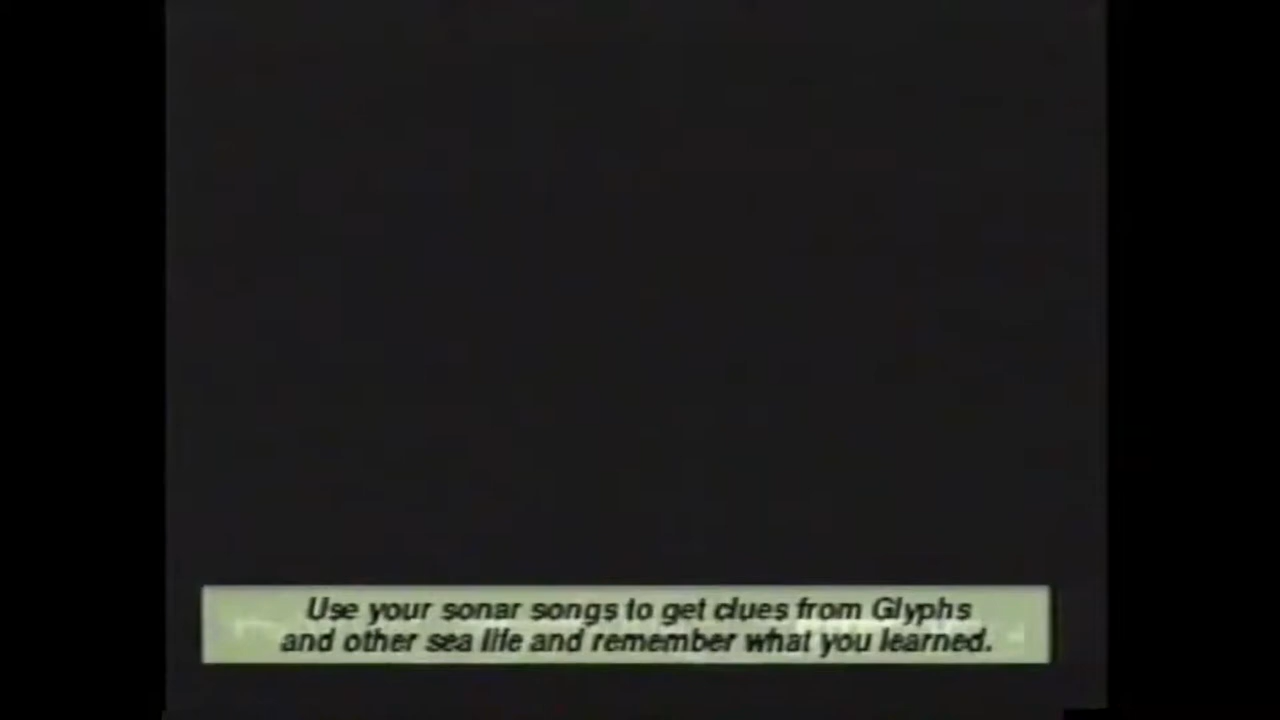 Use your sonar songs to get clues from Glyphs
and other sea life and remember what you learned.